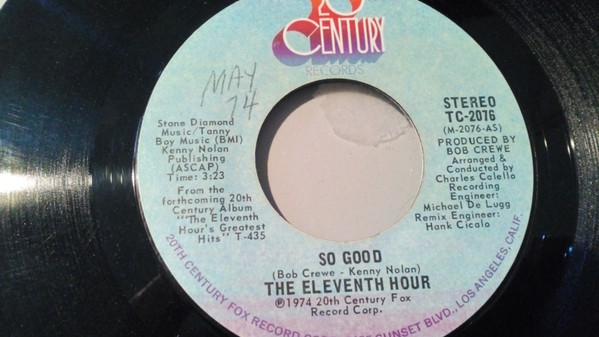 20
CENTURY
RECORDS
MAY
74
Stone Diamond
Music/Tanny
Boy Music (BMI)
Kenny Nolan
Publishing
(ASCAP)
Time: 3:23
From the
forthcoming 20th
Century Album
"'The Eleventh
Hour's Greatest
Hits" T-435
STEREO
TC-2076
(M-2076-AS)
PRODUCED BY
BOB CREWE
Arranged &
Conducted by
Charles Calello
Recording
Engineer:
Michael De Lugg
Remix Engineer:
Hank Cicalo
SO GOOD
(Bob Crewe - Kenny Nolan)
THE ELEVENTH HOUR
℗1974 20th Century Fox
Record Corp.
20TH CENTURY FOX RECORD SUNSET BLVD., LOS ANGELES, CALIF.